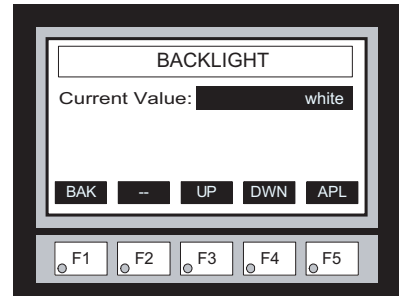 BACKLIGHT
Current Value: white
BAK -- UP DWN APL
F1 F2 F3 F4 F5